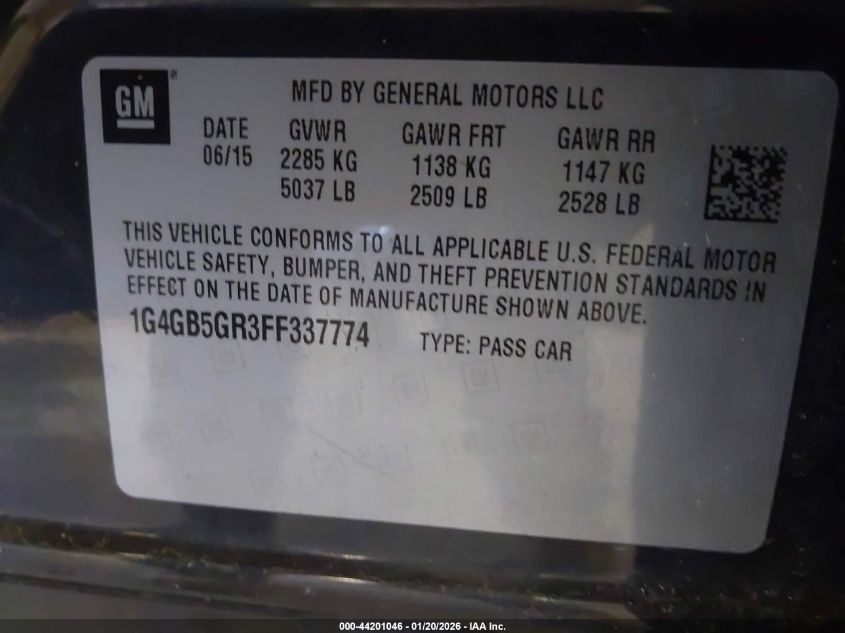 GM
MFD BY GENERAL MOTORS LLC
DATE GVWR GAWR FRT GAWR RR
06/15 2285 KG 1138 KG 1147 KG
5037 LB 2509 LB 2528 LB
THIS VEHICLE CONFORMS TO ALL APPLICABLE U.S. FEDERAL MOTOR
VEHICLE SAFETY, BUMPER, AND THEFT PREVENTION STANDARDS IN
EFFECT ON THE DATE OF MANUFACTURE SHOWN ABOVE.
1G4GB5GR3FF337774 TYPE: PASS CAR
000-44201046 - 01/20/2026 - IAA Inc.